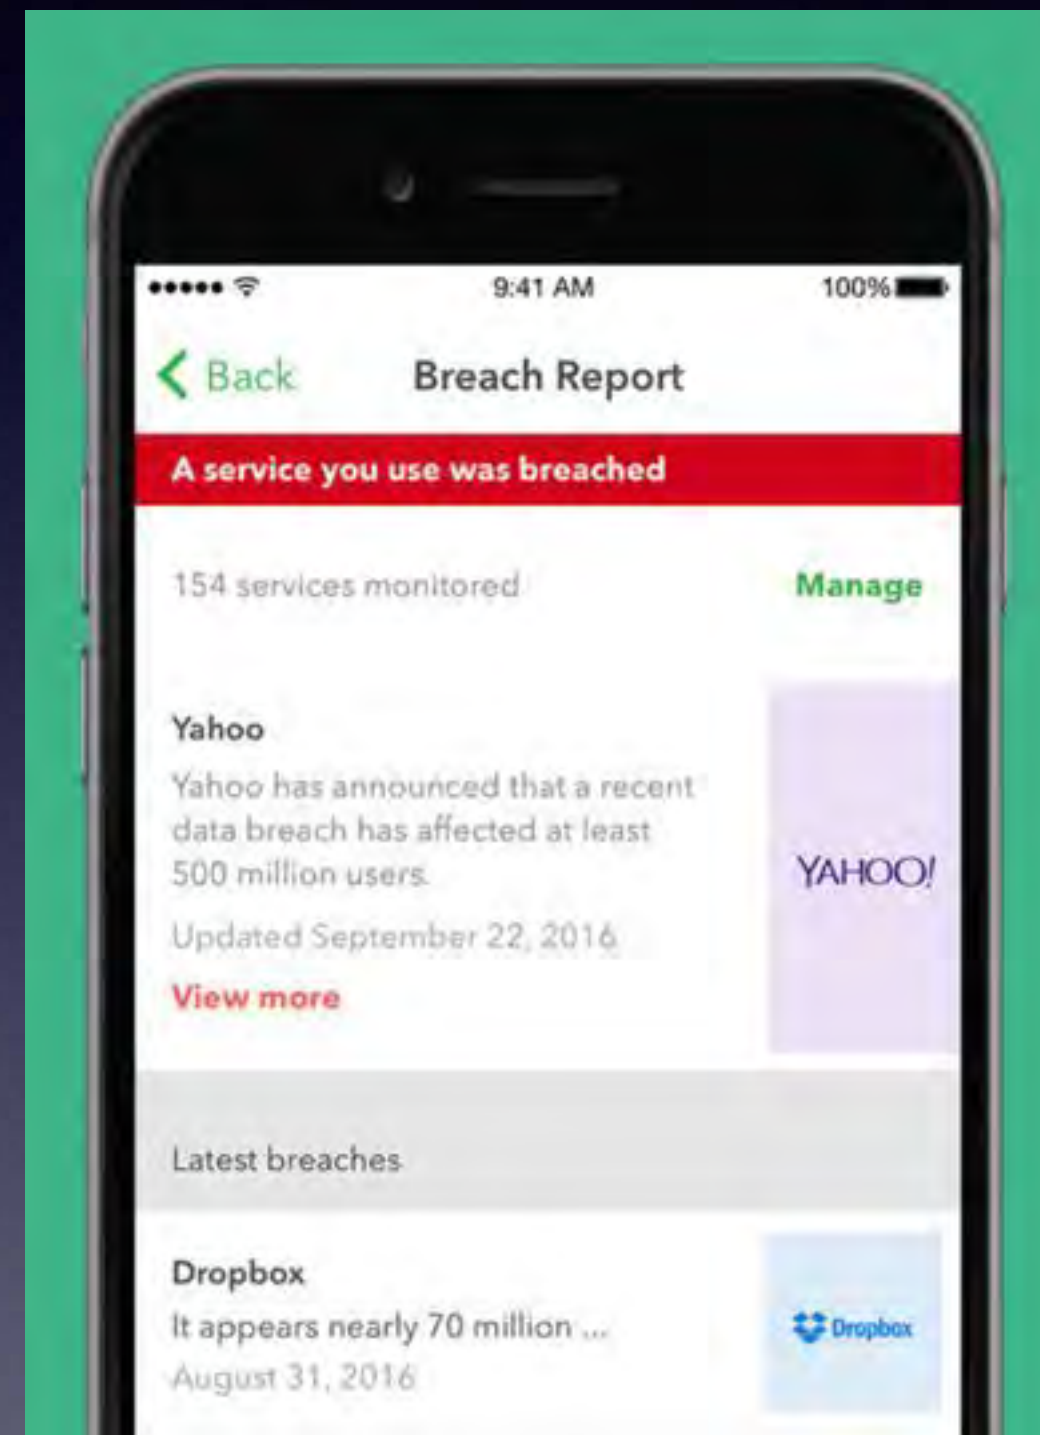 9:41 AM 100%
Back Breach Report
A service you use was breached
154 services monitored Manage
Yahoo
Yahoo has announced that a recent
data breach has affected at least
500 million users.
YAHOO!
Updated September 22, 2016
View more
Latest breaches
Dropbox
It appears nearly 70 million ...
Dropbox
August 31, 2016